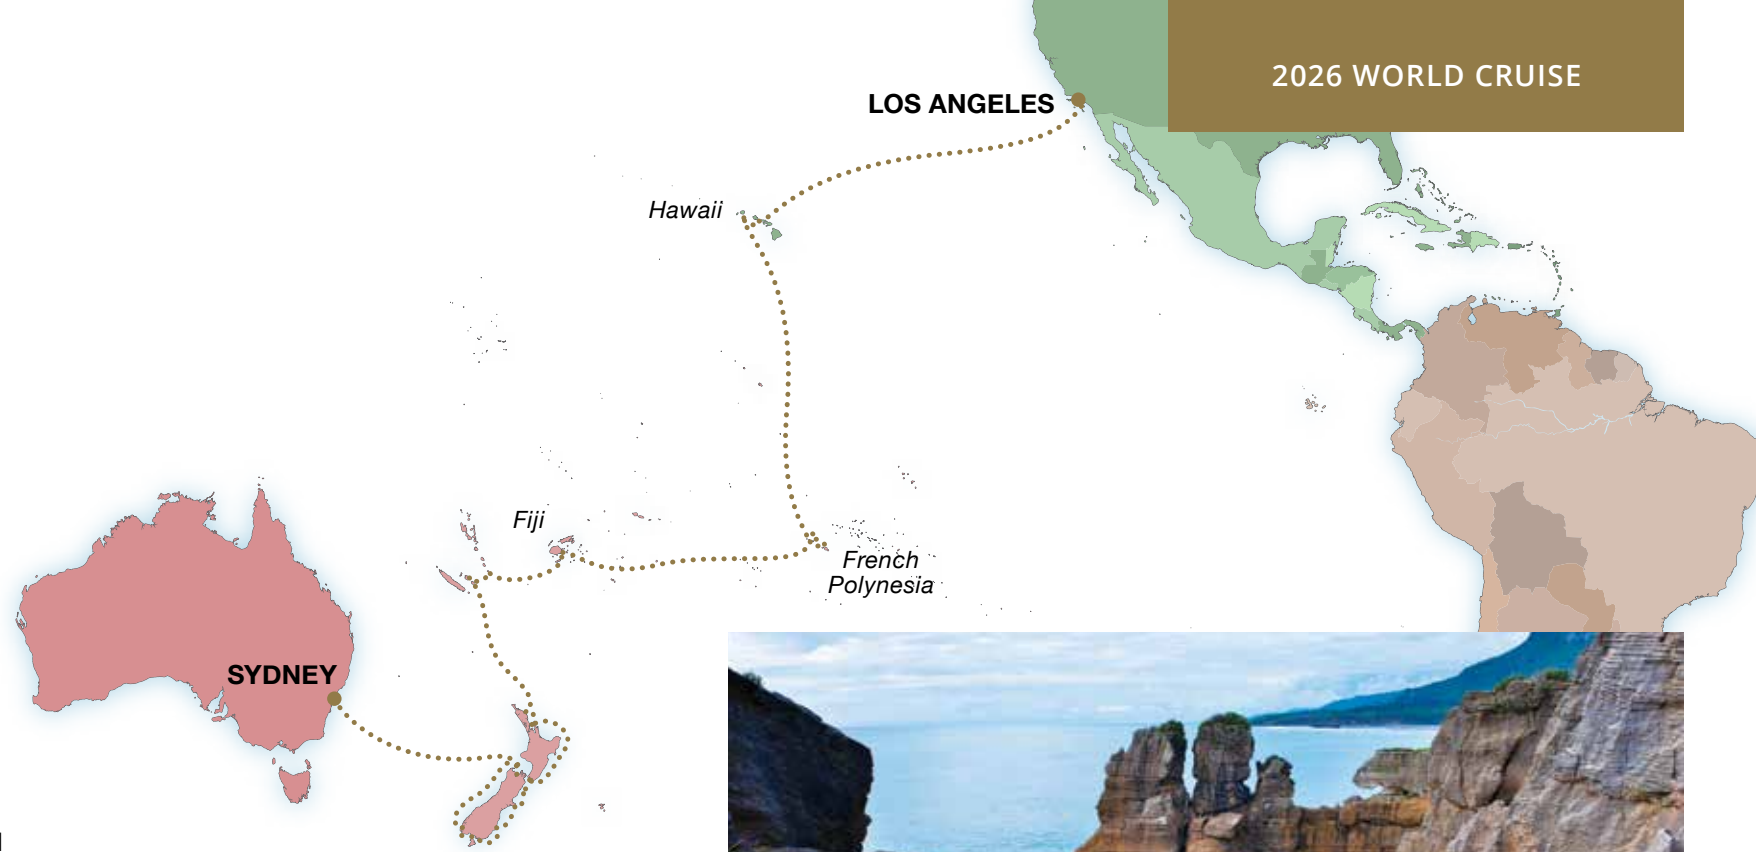 2026 WORLD CRUISE
LOS ANGELES
Hawaii
Fiji
French
Polynesia
SYDNEY